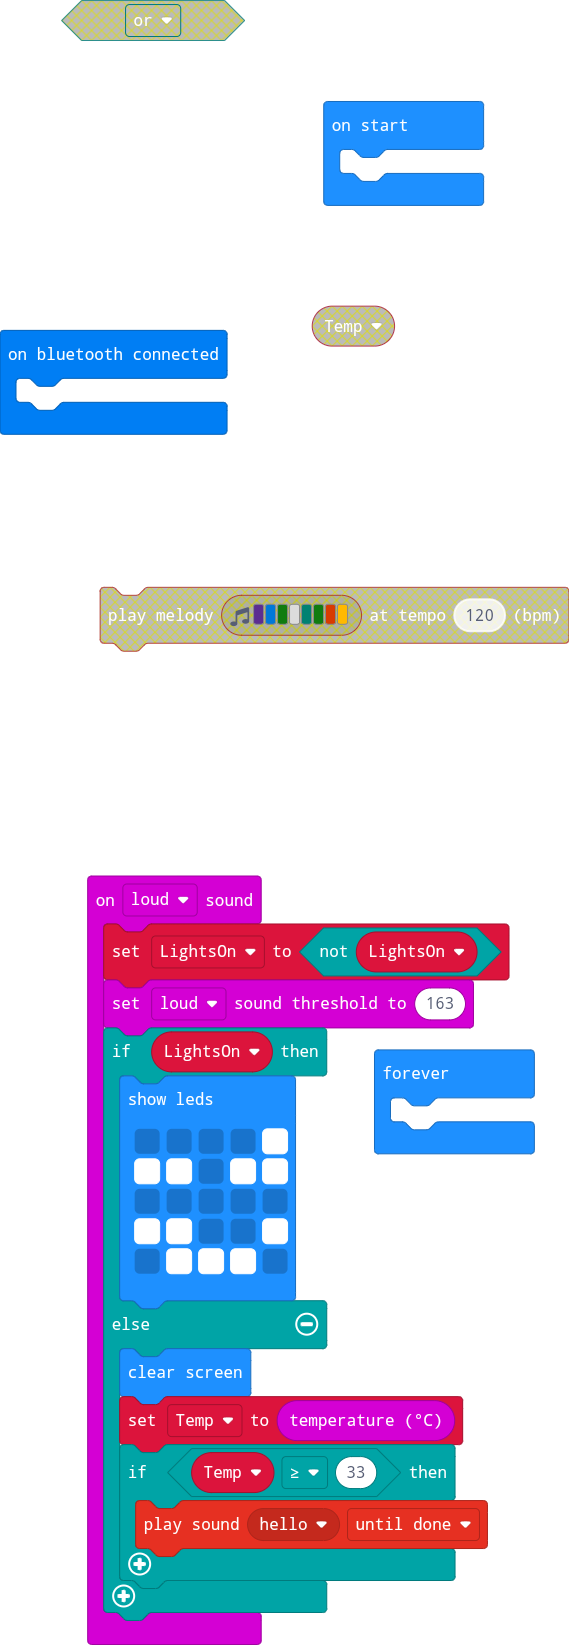 or
on start
Temp
on bluetooth connected
play melody at tempo 120 (bpm)
on loud sound
set LightsOn to not LightsOn
set loud sound threshold to 163
if LightsOn then
forever
show leds
else
clear screen
set Temp to temperature (°C)
if Temp ≥ 33 then
play sound hello until done